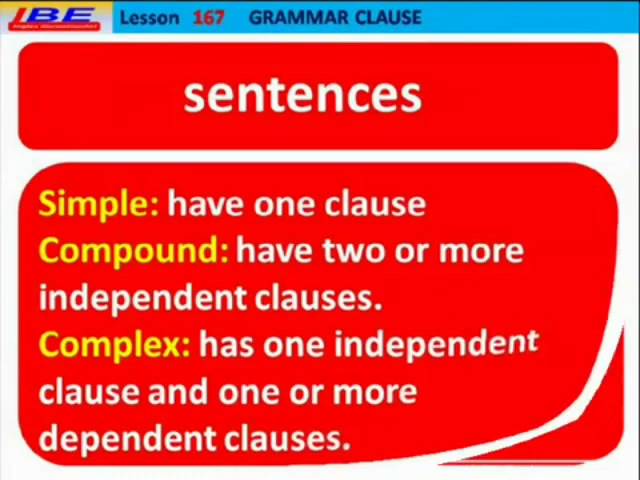 IBE Lesson 167 GRAMMAR CLAUSE
sentences
Simple: have one clause
Compound: have two or more
independent clauses.
Complex: has one independent
clause and one or more
dependent clauses.